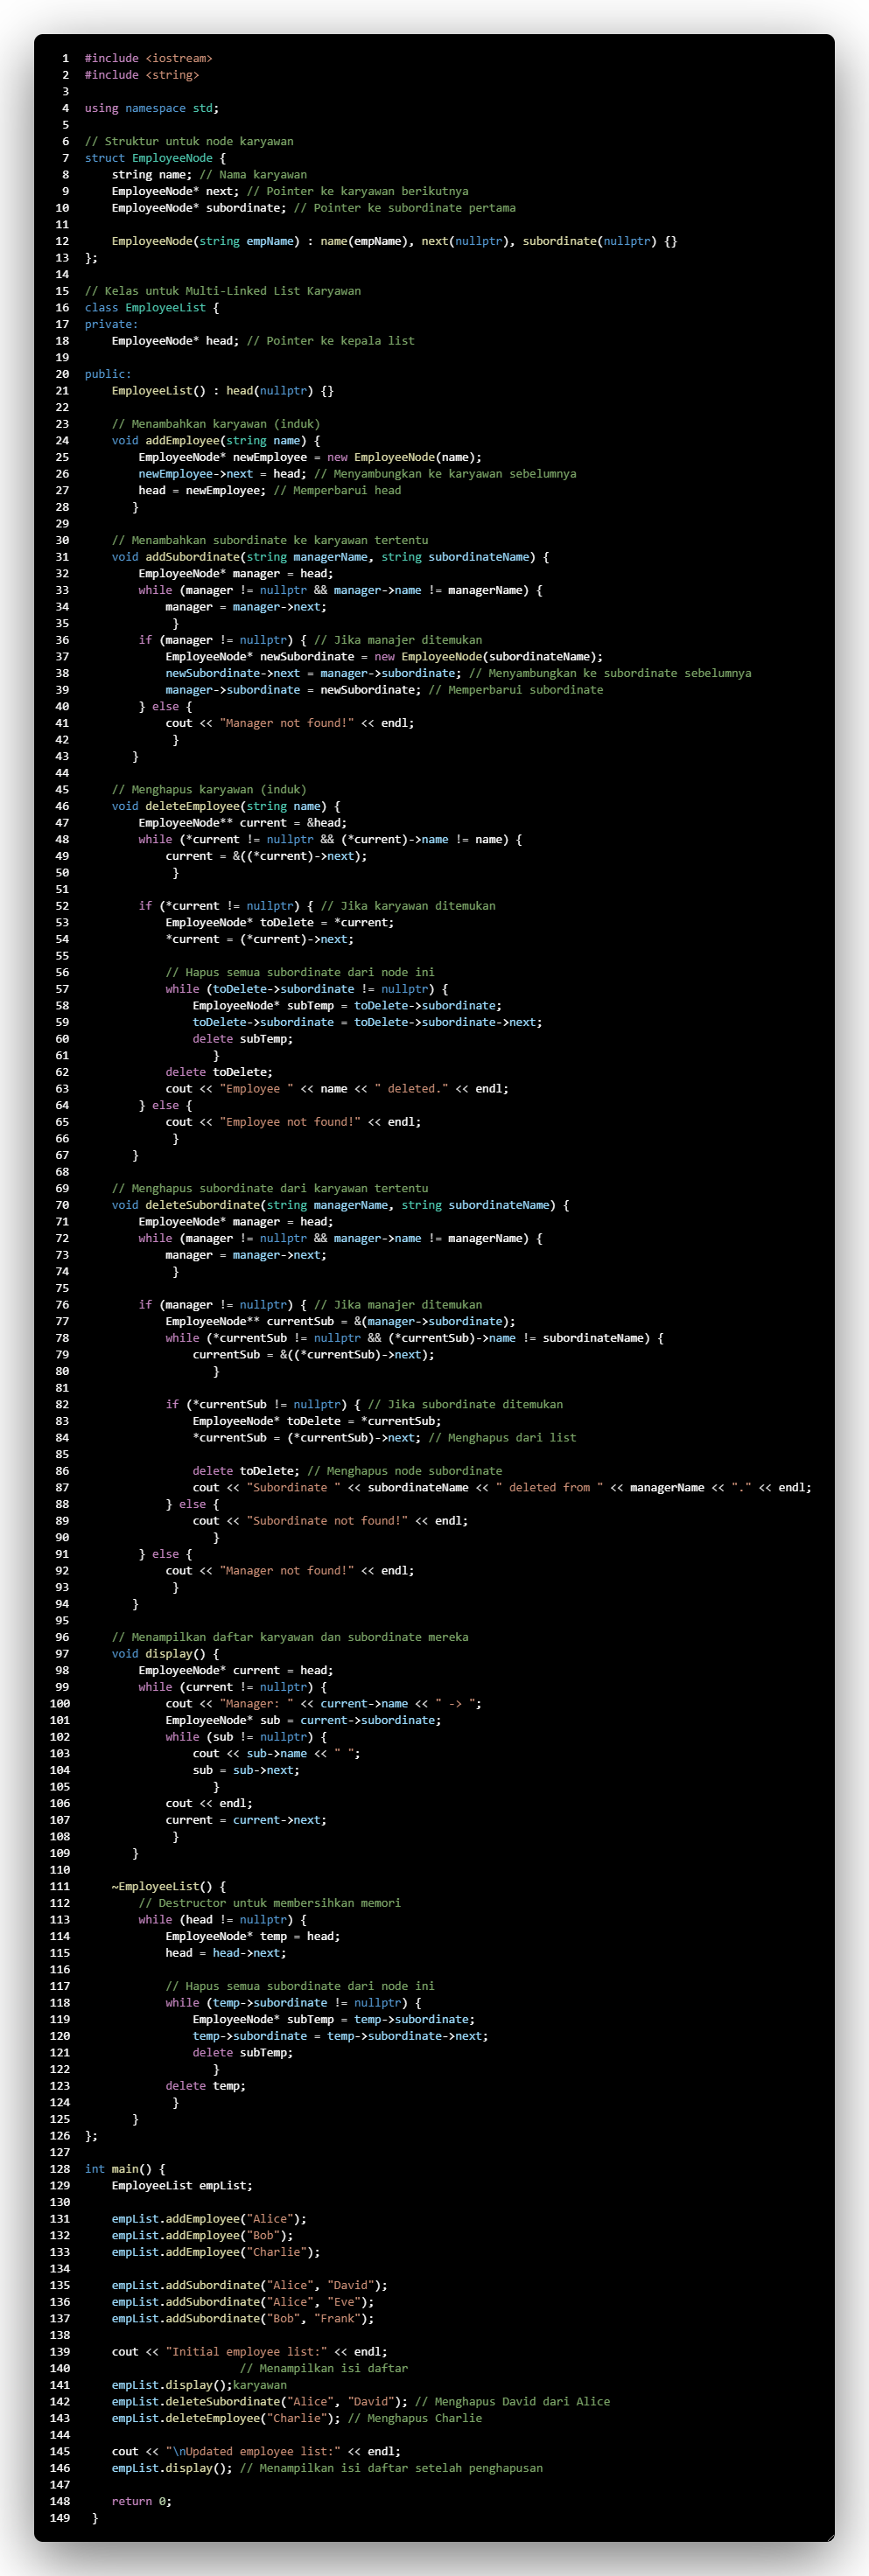 1 #include <iostream>
2 #include <string>
3
4 using namespace std;
5
6 // Struktur untuk node karyawan
7 struct EmployeeNode {
8     string name; // Nama karyawan
9     EmployeeNode* next; // Pointer ke karyawan berikutnya
10     EmployeeNode* subordinate; // Pointer ke subordinate pertama
11
12     EmployeeNode(string empName) : name(empName), next(nullptr), subordinate(nullptr) {}
13 };
14
15 // Kelas untuk Multi-Linked List Karyawan
16 class EmployeeList {
17 private:
18     EmployeeNode* head; // Pointer ke kepala list
19
20 public:
21     EmployeeList() : head(nullptr) {}
22
23     // Menambahkan karyawan (induk)
24     void addEmployee(string name) {
25         EmployeeNode* newEmployee = new EmployeeNode(name);
26         newEmployee->next = head; // Menyambungkan ke karyawan sebelumnya
27         head = newEmployee; // Memperbarui head
28        }
29
30     // Menambahkan subordinate ke karyawan tertentu
31     void addSubordinate(string managerName, string subordinateName) {
32         EmployeeNode* manager = head;
33         while (manager != nullptr && manager->name != managerName) {
34             manager = manager->next;
35              }
36         if (manager != nullptr) { // Jika manajer ditemukan
37             EmployeeNode* newSubordinate = new EmployeeNode(subordinateName);
38             newSubordinate->next = manager->subordinate; // Menyambungkan ke subordinate sebelumnya
39             manager->subordinate = newSubordinate; // Memperbarui subordinate
40         } else {
41             cout << "Manager not found!" << endl;
42              }
43        }
44
45     // Menghapus karyawan (induk)
46     void deleteEmployee(string name) {
47         EmployeeNode** current = &head;
48         while (*current != nullptr && (*current)->name != name) {
49             current = &((*current)->next);
50              }
51
52         if (*current != nullptr) { // Jika karyawan ditemukan
53             EmployeeNode* toDelete = *current;
54             *current = (*current)->next;
55
56             // Hapus semua subordinate dari node ini
57             while (toDelete->subordinate != nullptr) {
58                 EmployeeNode* subTemp = toDelete->subordinate;
59                 toDelete->subordinate = toDelete->subordinate->next;
60                 delete subTemp;
61                    }
62             delete toDelete;
63             cout << "Employee " << name << " deleted." << endl;
64         } else {
65             cout << "Employee not found!" << endl;
66              }
67        }
68
69     // Menghapus subordinate dari karyawan tertentu
70     void deleteSubordinate(string managerName, string subordinateName) {
71         EmployeeNode* manager = head;
72         while (manager != nullptr && manager->name != managerName) {
73             manager = manager->next;
74              }
75
76         if (manager != nullptr) { // Jika manajer ditemukan
77             EmployeeNode** currentSub = &(manager->subordinate);
78             while (*currentSub != nullptr && (*currentSub)->name != subordinateName) {
79                 currentSub = &((*currentSub)->next);
80                    }
81
82             if (*currentSub != nullptr) { // Jika subordinate ditemukan
83                 EmployeeNode* toDelete = *currentSub;
84                 *currentSub = (*currentSub)->next; // Menghapus dari list
85
86                 delete toDelete; // Menghapus node subordinate
87                 cout << "Subordinate " << subordinateName << " deleted from " << managerName << "." << endl;
88             } else {
89                 cout << "Subordinate not found!" << endl;
90                    }
91         } else {
92             cout << "Manager not found!" << endl;
93              }
94        }
95
96     // Menampilkan daftar karyawan dan subordinate mereka
97     void display() {
98         EmployeeNode* current = head;
99         while (current != nullptr) {
100             cout << "Manager: " << current->name << " -> ";
101             EmployeeNode* sub = current->subordinate;
102             while (sub != nullptr) {
103                 cout << sub->name << " ";
104                 sub = sub->next;
105                    }
106             cout << endl;
107             current = current->next;
108              }
109        }
110
111     ~EmployeeList() {
112         // Destructor untuk membersihkan memori
113         while (head != nullptr) {
114             EmployeeNode* temp = head;
115             head = head->next;
116
117             // Hapus semua subordinate dari node ini
118             while (temp->subordinate != nullptr) {
119                 EmployeeNode* subTemp = temp->subordinate;
120                 temp->subordinate = temp->subordinate->next;
121                 delete subTemp;
122                    }
123             delete temp;
124              }
125        }
126 };
127
128 int main() {
129     EmployeeList empList;
130
131     empList.addEmployee("Alice");
132     empList.addEmployee("Bob");
133     empList.addEmployee("Charlie");
134
135     empList.addSubordinate("Alice", "David");
136     empList.addSubordinate("Alice", "Eve");
137     empList.addSubordinate("Bob", "Frank");
138
139     cout << "Initial employee list:" << endl;
140                        // Menampilkan isi daftar
141     empList.display();karyawan
142     empList.deleteSubordinate("Alice", "David"); // Menghapus David dari Alice
143     empList.deleteEmployee("Charlie"); // Menghapus Charlie
144
145     cout << "\nUpdated employee list:" << endl;
146     empList.display(); // Menampilkan isi daftar setelah penghapusan
147
148     return 0;
149  }